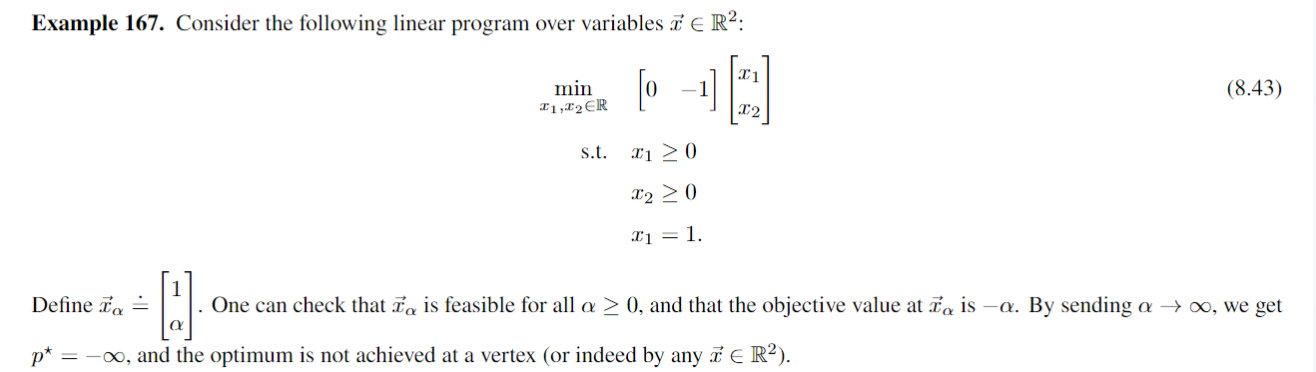 Example 167. Consider the following linear program over variables $\vec{x} \in \mathbb{R}^2$:
$\min_{x_1, x_2 \in \mathbb{R}} \quad \begin{bmatrix} 0 & -1 \end{bmatrix} \begin{bmatrix} x_1 \\ x_2 \end{bmatrix}$ (8.43)
s.t. $x_1 \geq 0$
$x_2 \geq 0$
$x_1 = 1.$
Define $\vec{x}_\alpha \doteq \begin{bmatrix} 1 \\ \alpha \end{bmatrix}$. One can check that $\vec{x}_\alpha$ is feasible for all $\alpha \geq 0$, and that the objective value at $\vec{x}_\alpha$ is $-\alpha$. By sending $\alpha \to \infty$, we get
$p^\star = -\infty$, and the optimum is not achieved at a vertex (or indeed by any $\vec{x} \in \mathbb{R}^2$).